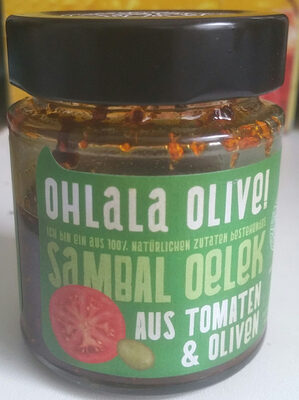 OHLALA OLIVE!
ICH BIN EIN AUS 100% NATÜRLICHEN ZUTATEN BESTEHENDES
SAMBAL OELEK
AUS TOMATEN
& OLIVEN